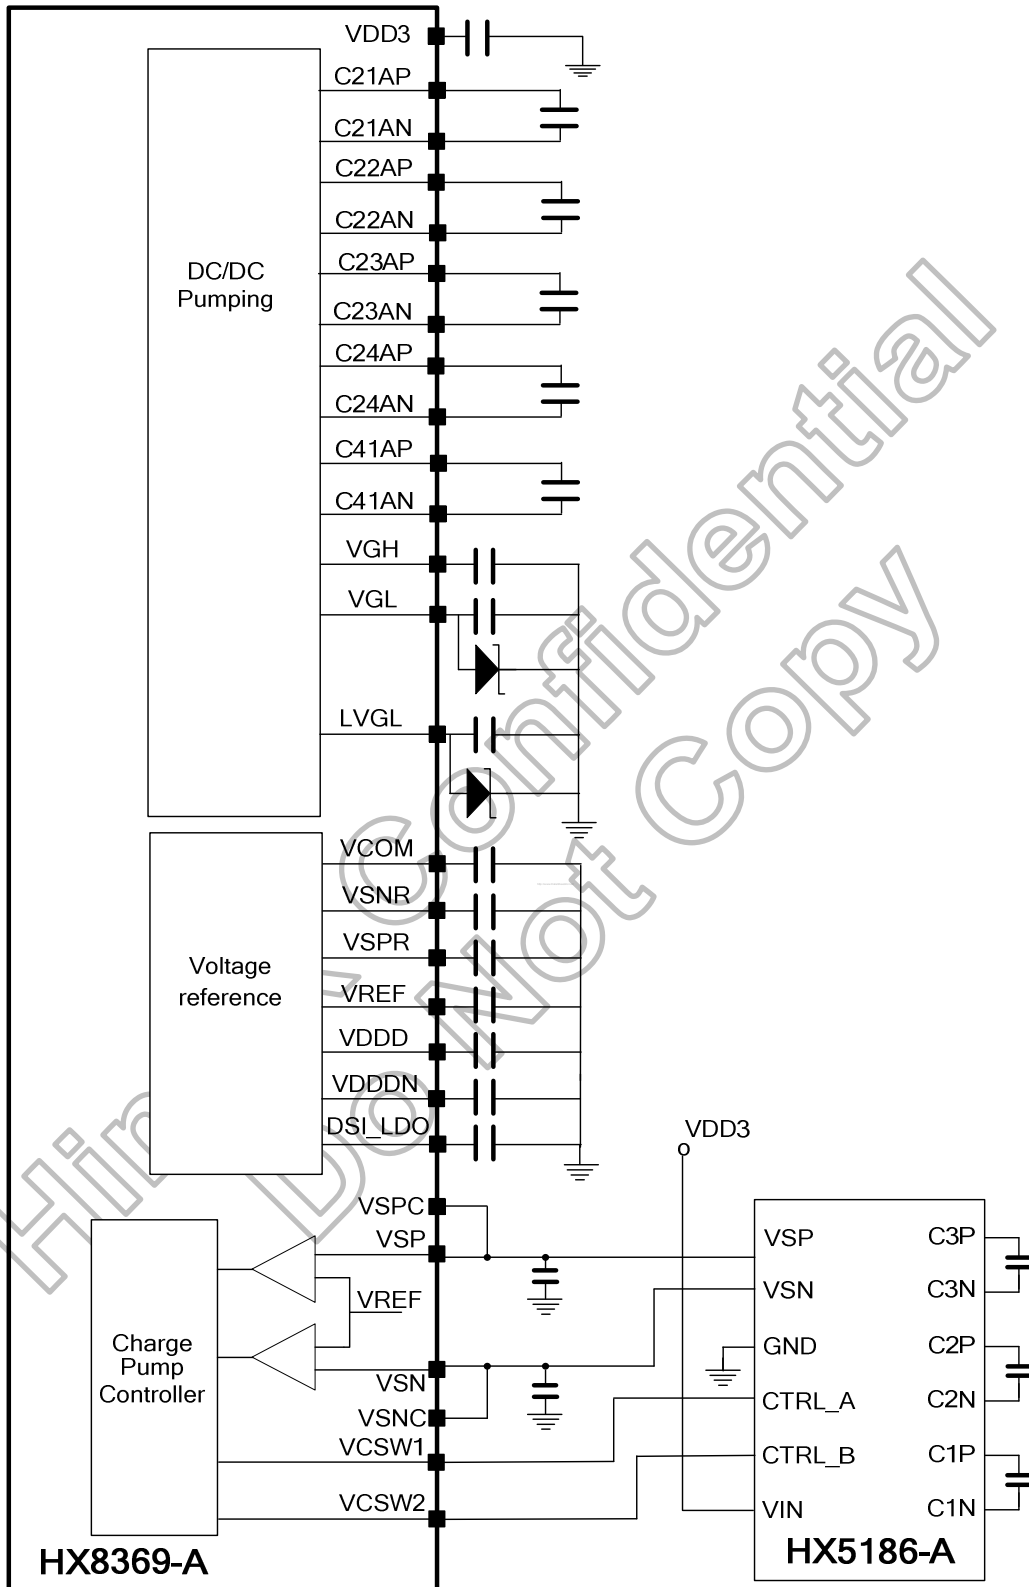 VDD3
C21AP
C21AN
C22AP
C22AN
DC/DC
Pumping
C23AP
C23AN
C24AP
C24AN
C41AP
C41AN
VGH
VGL
LVGL
Voltage
reference
VCOM
VSNR
VSPR
VREF
VDDD
VDDDN
DSI_LDO
VSPC
VSP
VREF
Charge
Pump
Controller
VSN
VSNC
VCSW1
VCSW2
HX8369-A
VDD3
VSP
VSN
GND
CTRL_A
CTRL_B
VIN
C3P
C3N
C2P
C2N
C1P
C1N
HX5186-A
Confidential
Do Not Copy